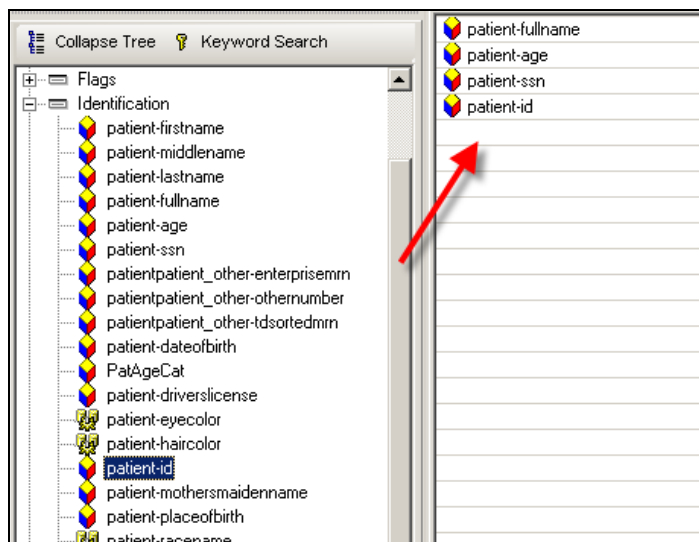 Collapse Tree Keyword Search
Flags
Identification
patient-firstname
patient-middlename
patient-lastname
patient-fullname
patient-age
patient-ssn
patientpatient_other-enterprisemrn
patientpatient_other-othernumber
patientpatient_other-tdsortedmrn
patient-dateofbirth
PatAgeCat
patient-driverslicense
patient-eyecolor
patient-haircolor
patient-id
patient-mothersmaidenname
patient-placeofbirth
patient-racename
patient-fullname
patient-age
patient-ssn
patient-id